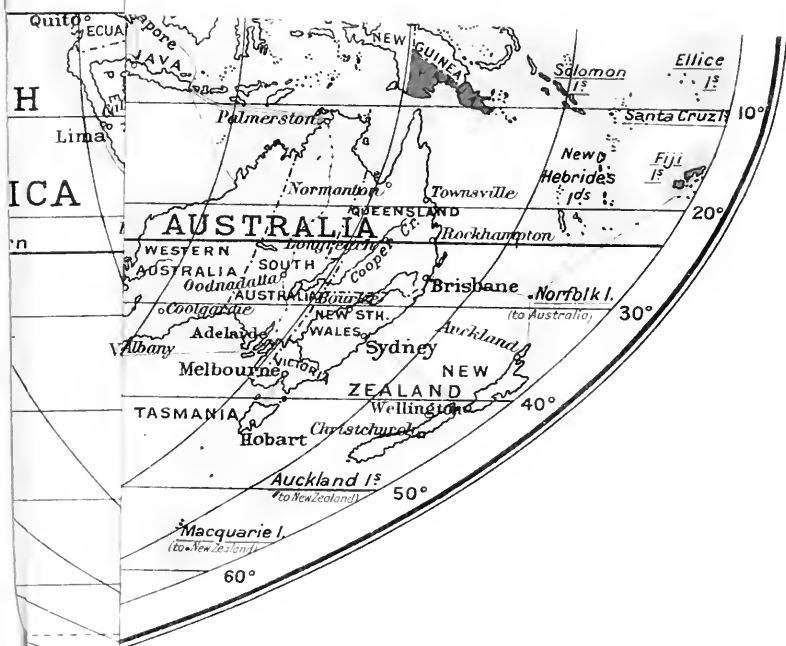 Quito
ECUA
H
Lima
ICA
JAVA
NEW
GUINEA
Solomon
Is
Ellice
Is
Santa Cruz Is
10°
Palmerston
New
Hebrides
Ids
Fiji
Is
Normanton
Townsville
QUEENSLAND
20°
AUSTRALIA
Longreach
Cooper Cr.
Rockhampton
WESTERN
AUSTRALIA
SOUTH
AUSTRALIA
Oodnadatta
Brisbane
Bourke
Norfolk I.
(to Australia)
30°
Coolgardie
NEW STH.
WALES
Adelaide
Auckland
Albany
Sydney
VICTORIA
Melbourne
NEW
ZEALAND
TASMANIA
Wellington
40°
Hobart
Christchurch
Auckland Is
(to New Zealand)
50°
Macquarie I.
(to New Zealand)
60°